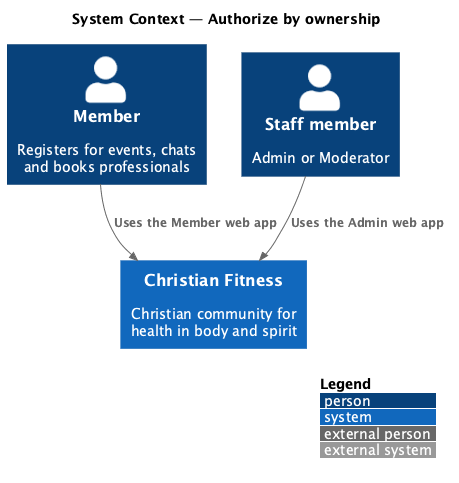 System Context — Authorize by ownership
Member
Registers for events, chats
and books professionals
Staff member
Admin or Moderator
Uses the Member web app
Uses the Admin web app
Christian Fitness
Christian community for
health in body and spirit
Legend
person
system
external person
external system